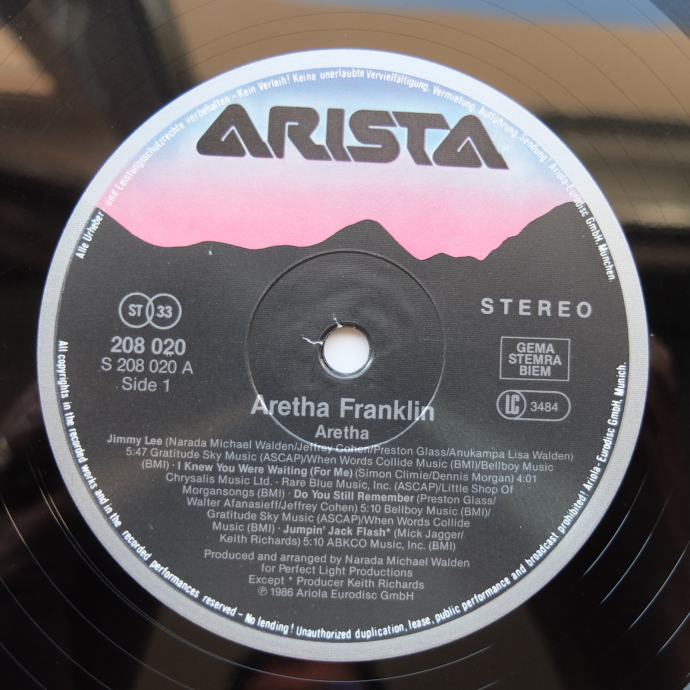 Alle Urheber und Leistungsschutzrechte vorbehalten – Kein Verleih! Keine unerlaubte Vervielfältigung, Vermietung, Aufführung, Sendung! Ariola-Eurodisc GmbH, München.
ARISTA
ST 33
208 020
S 208 020 A
Side 1
STEREO
GEMA
STEMRA
BIEM
LC 3484
Aretha Franklin
Aretha
Jimmy Lee (Narada Michael Walden/Jeffrey Cohen/Preston Glass/Anukampa Lisa Walden)
5:47 Gratitude Sky Music (ASCAP)/When Words Collide Music (BMI)/Bellboy Music
(BMI) · I Knew You Were Waiting (For Me) (Simon Climie/Dennis Morgan) 4:01
Chrysalis Music Ltd. - Rare Blue Music, Inc. (ASCAP)/Little Shop Of
Morgansongs (BMI) · Do You Still Remember (Preston Glass/
Walter Afanasieff/Jeffrey Cohen) 5:10 Bellboy Music (BMI)/
Gratitude Sky Music (ASCAP)/When Words Collide
Music (BMI) · Jumpin' Jack Flash* (Mick Jagger/
Keith Richards) 5:10 ABKCO Music, Inc. (BMI)
Produced and arranged by Narada Michael Walden
for Perfect Light Productions
Except * Producer Keith Richards
℗ 1986 Ariola Eurodisc GmbH
All copyrights in the recorded works and in the recorded performances reserved – No lending! Unauthorized duplication, lease, public performance and broadcast prohibited! Ariola-Eurodisc GmbH, Munich.